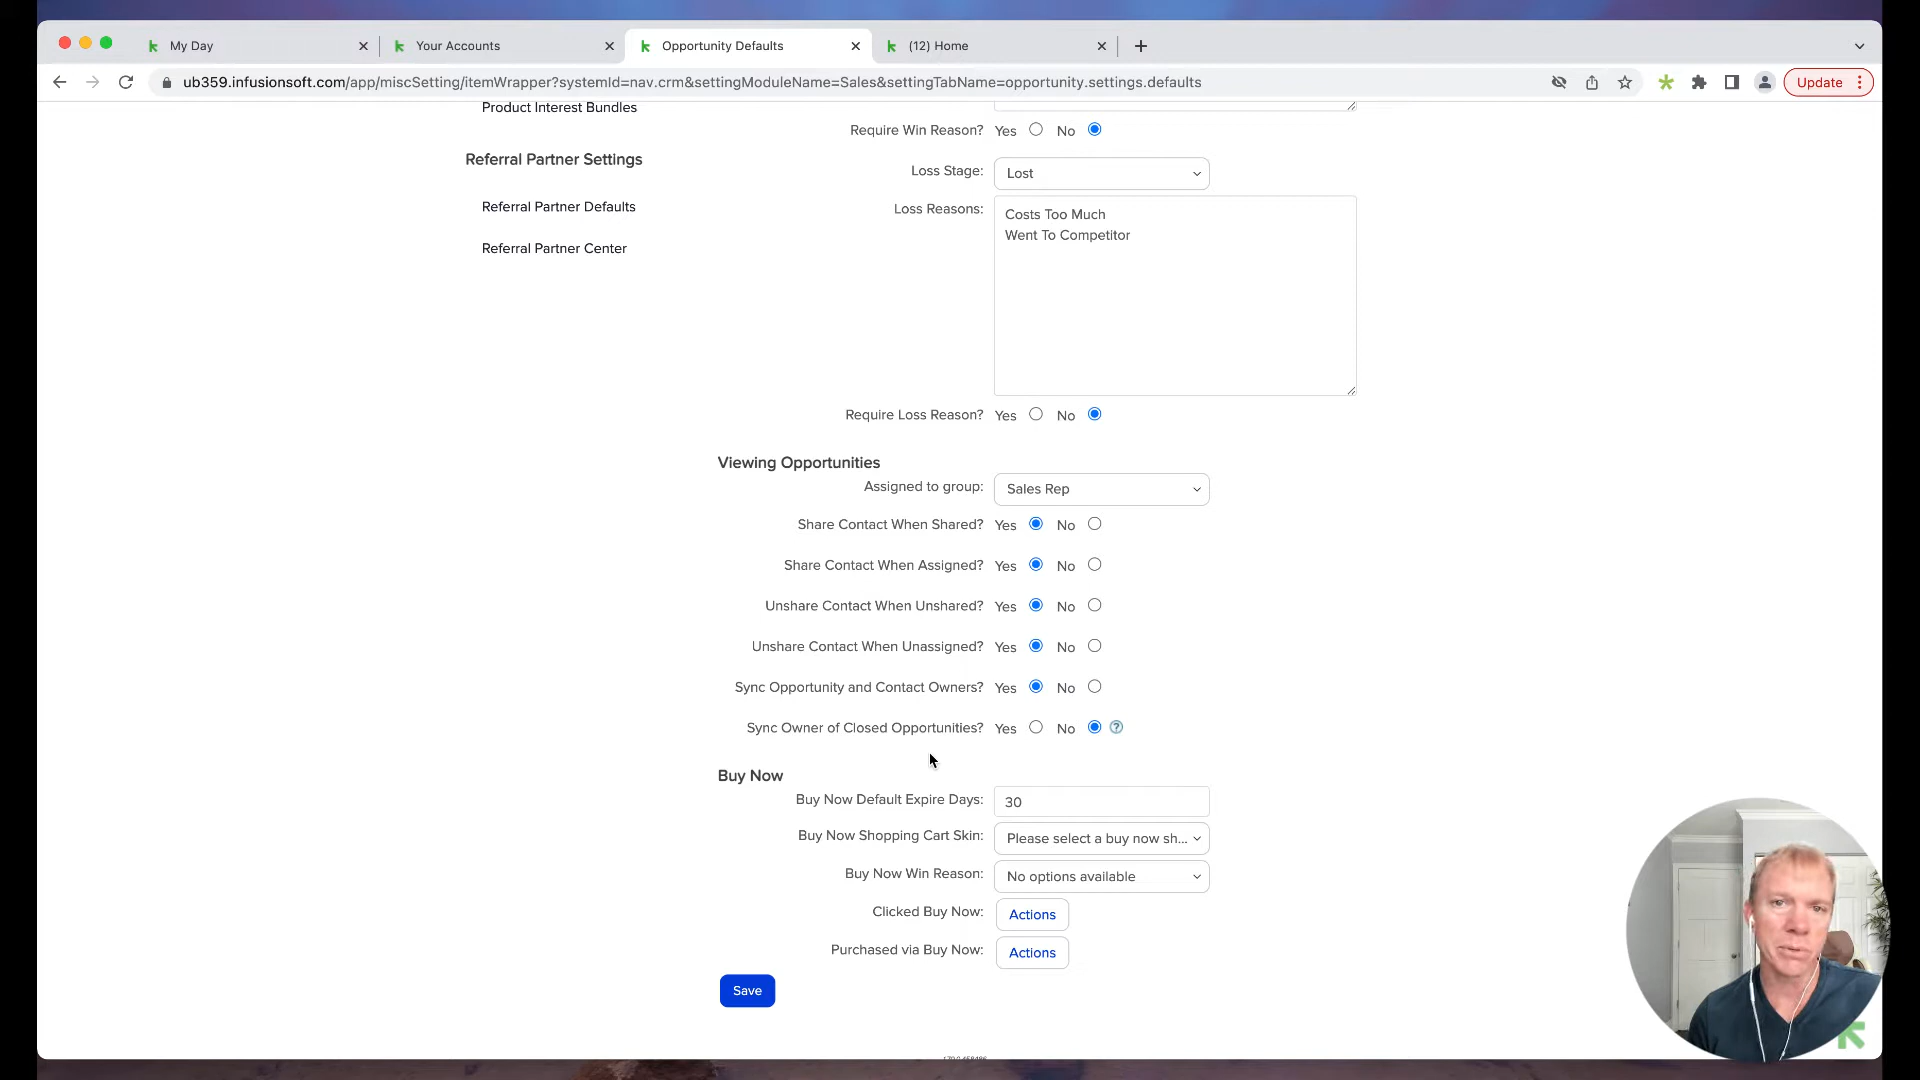 My Day
Your Accounts
Opportunity Defaults
(12) Home
ub359.infusionsoft.com/app/miscSetting/itemWrapper?systemId=nav.crm&settingModuleName=Sales&settingTabName=opportunity.settings.defaults
Update
Product Interest Bundles
Referral Partner Settings
Referral Partner Defaults
Referral Partner Center
Require Win Reason? Yes No
Loss Stage: Lost
Loss Reasons: Costs Too Much
Went To Competitor
Require Loss Reason? Yes No
Viewing Opportunities
Assigned to group: Sales Rep
Share Contact When Shared? Yes No
Share Contact When Assigned? Yes No
Unshare Contact When Unshared? Yes No
Unshare Contact When Unassigned? Yes No
Sync Opportunity and Contact Owners? Yes No
Sync Owner of Closed Opportunities? Yes No ?
Buy Now
Buy Now Default Expire Days: 30
Buy Now Shopping Cart Skin: Please select a buy now sh...
Buy Now Win Reason: No options available
Clicked Buy Now: Actions
Purchased via Buy Now: Actions
Save